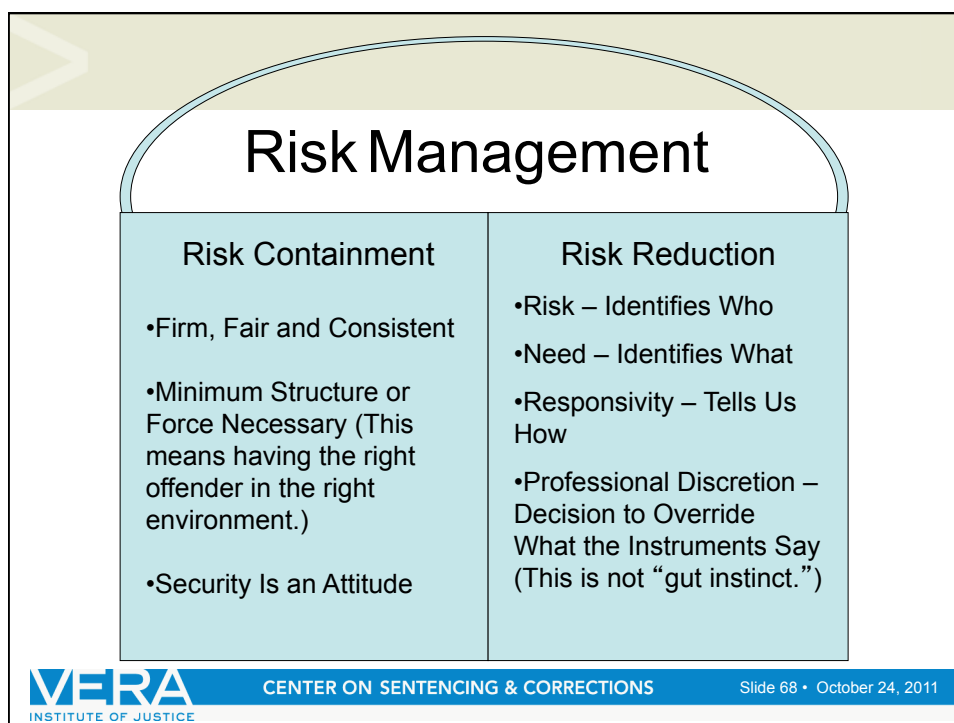 Risk Management
Risk Containment
•Firm, Fair and Consistent
•Minimum Structure or
Force Necessary (This
means having the right
offender in the right
environment.)
•Security Is an Attitude
Risk Reduction
•Risk – Identifies Who
•Need – Identifies What
•Responsivity – Tells Us
How
•Professional Discretion –
Decision to Override
What the Instruments Say
(This is not “gut instinct.”)
VERA
INSTITUTE OF JUSTICE
CENTER ON SENTENCING & CORRECTIONS
Slide 68 • October 24, 2011